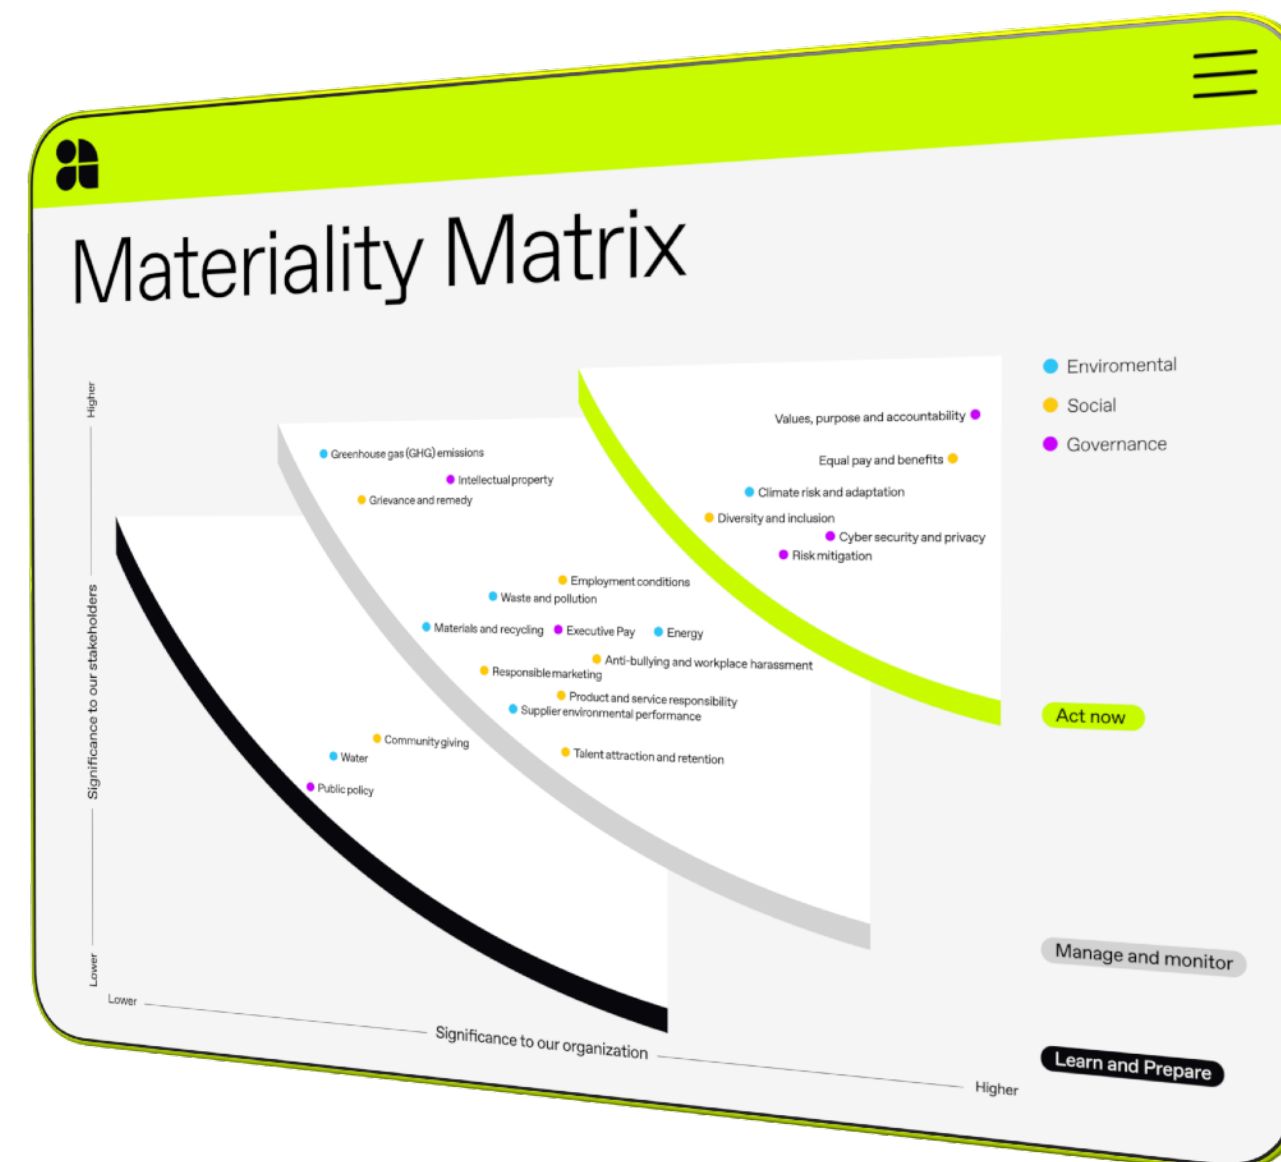 Materiality Matrix
Higher
Significance to our stakeholders
Lower
Greenhouse gas (GHG) emissions
Intellectual property
Grievance and remedy
Values, purpose and accountability
Equal pay and benefits
Climate risk and adaptation
Diversity and inclusion
Cyber security and privacy
Risk mitigation
Employment conditions
Waste and pollution
Materials and recycling
Executive Pay
Energy
Anti-bullying and workplace harassment
Responsible marketing
Product and service responsibility
Supplier environmental performance
Talent attraction and retention
Community giving
Water
Public policy
Enviromental
Social
Governance
Act now
Manage and monitor
Learn and Prepare
Lower
Significance to our organization
Higher